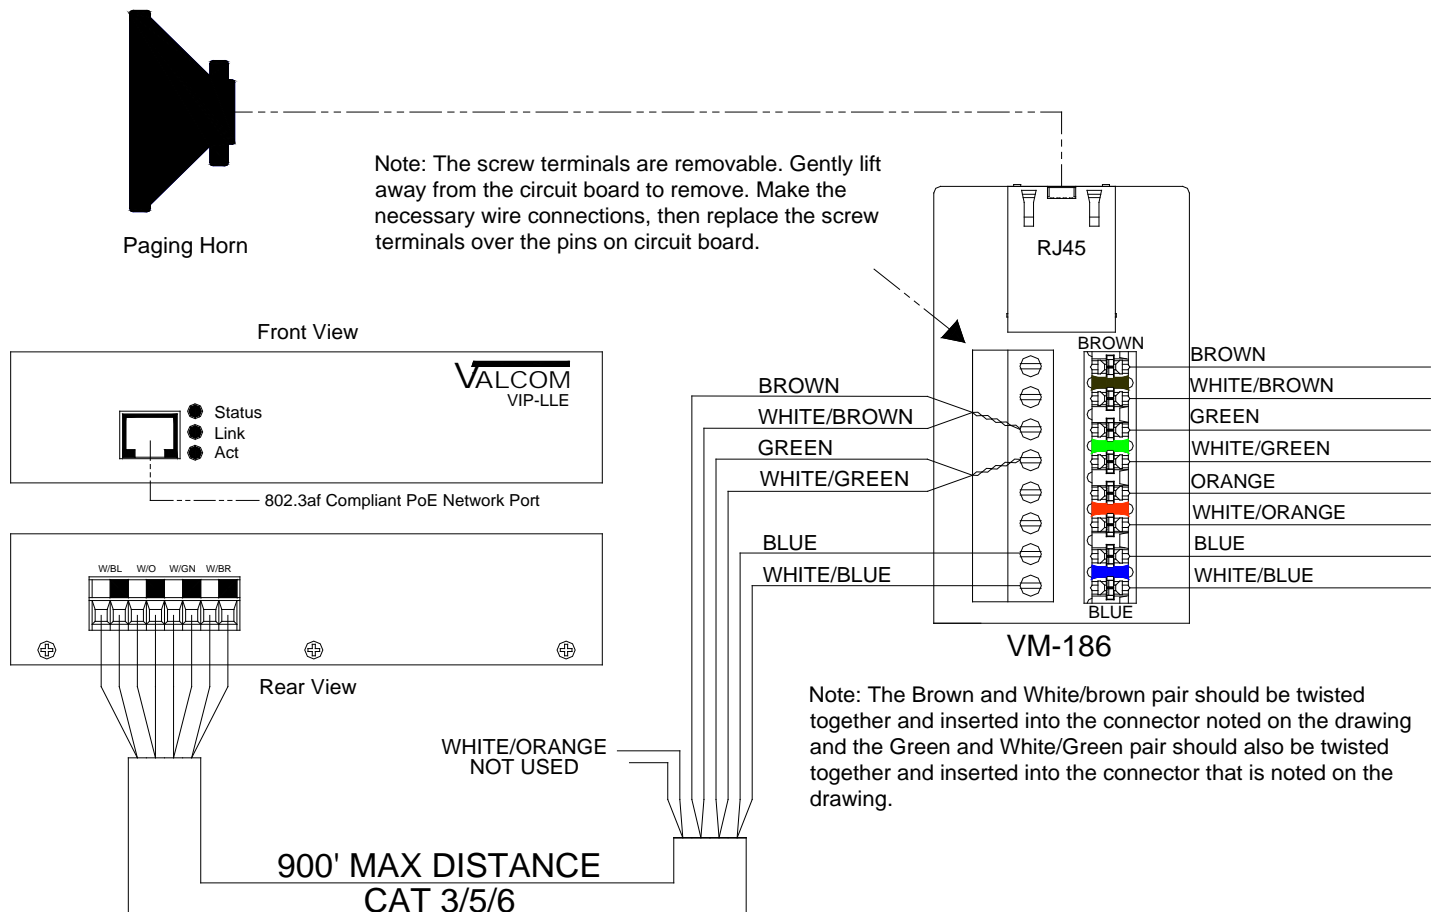 Note: The screw terminals are removable. Gently lift
away from the circuit board to remove. Make the
necessary wire connections, then replace the screw
terminals over the pins on circuit board.
Paging Horn
RJ45
Front View
VALCOM
VIP-LLE
Status
Link
Act
802.3af Compliant PoE Network Port
BROWN
WHITE/BROWN
GREEN
WHITE/GREEN
BLUE
WHITE/BLUE
BROWN
BLUE
BROWN
WHITE/BROWN
GREEN
WHITE/GREEN
ORANGE
WHITE/ORANGE
BLUE
WHITE/BLUE
VM-186
W/BL W/O W/GN W/BR
Rear View
Note: The Brown and White/brown pair should be twisted
together and inserted into the connector noted on the drawing
and the Green and White/Green pair should also be twisted
together and inserted into the connector that is noted on the
drawing.
WHITE/ORANGE
NOT USED
900' MAX DISTANCE
CAT 3/5/6